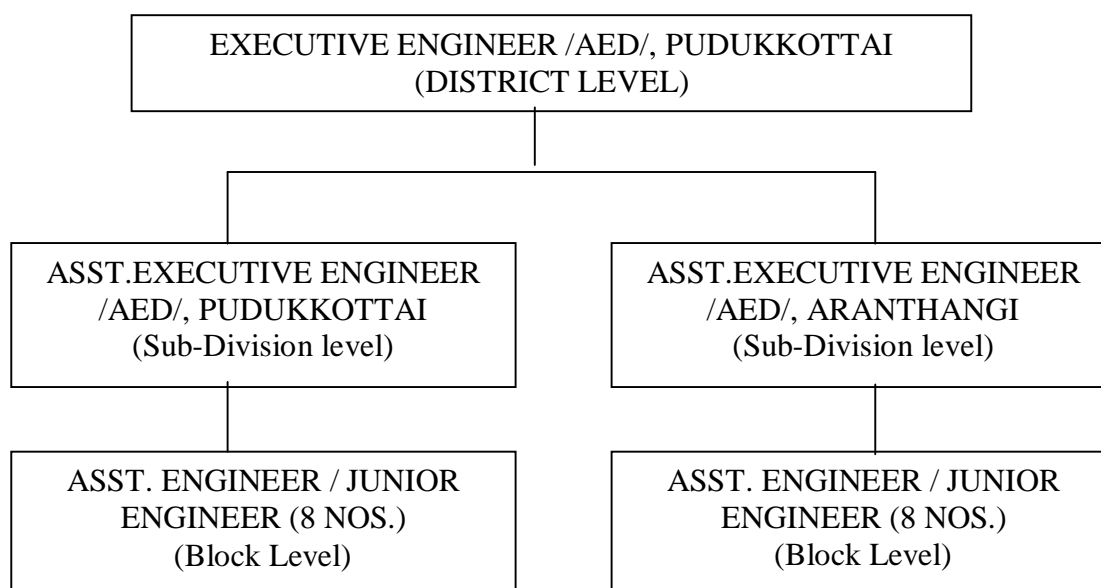 EXECUTIVE ENGINEER /AED/, PUDUKKOTTAI
(DISTRICT LEVEL)
ASST.EXECUTIVE ENGINEER
/AED/, PUDUKKOTTAI
(Sub-Division level)
ASST.EXECUTIVE ENGINEER
/AED/, ARANTHANGI
(Sub-Division level)
ASST. ENGINEER / JUNIOR
ENGINEER (8 NOS.)
(Block Level)
ASST. ENGINEER / JUNIOR
ENGINEER (8 NOS.)
(Block Level)